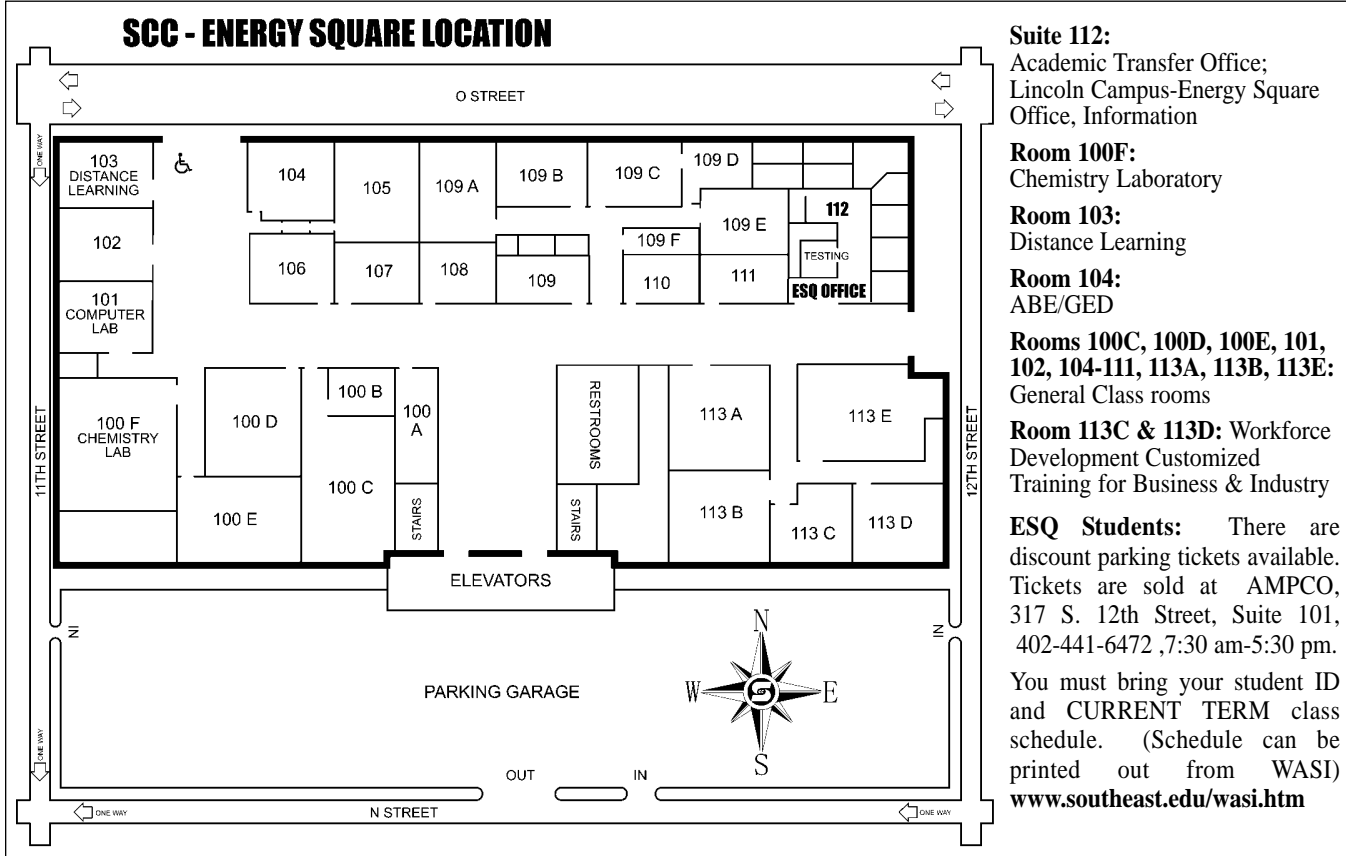 SCC - ENERGY SQUARE LOCATION
O STREET
ONE WAY
103
DISTANCE
LEARNING
104
105
109 A
109 B
109 C
109 D
102
106
107
108
109
109 F
110
109 E
111
112
TESTING
ESQ OFFICE
101
COMPUTER
LAB
100 F
CHEMISTRY
LAB
100 D
100 B
100
A
100 C
100 E
STAIRS
RESTROOMS
STAIRS
113 A
113 E
113 B
113 C
113 D
11TH STREET
12TH STREET
ELEVATORS
IN
IN
PARKING GARAGE
N
W
E
S
OUT
IN
ONE WAY
ONE WAY
N STREET
ONE WAY
Suite 112:
Academic Transfer Office;
Lincoln Campus-Energy Square
Office, Information
Room 100F:
Chemistry Laboratory
Room 103:
Distance Learning
Room 104:
ABE/GED
Rooms 100C, 100D, 100E, 101,
102, 104-111, 113A, 113B, 113E:
General Class rooms
Room 113C & 113D: Workforce
Development Customized
Training for Business & Industry
ESQ Students: There are
discount parking tickets available.
Tickets are sold at AMPCO,
317 S. 12th Street, Suite 101,
402-441-6472 ,7:30 am-5:30 pm.
You must bring your student ID
and CURRENT TERM class
schedule. (Schedule can be
printed out from WASI)
www.southeast.edu/wasi.htm